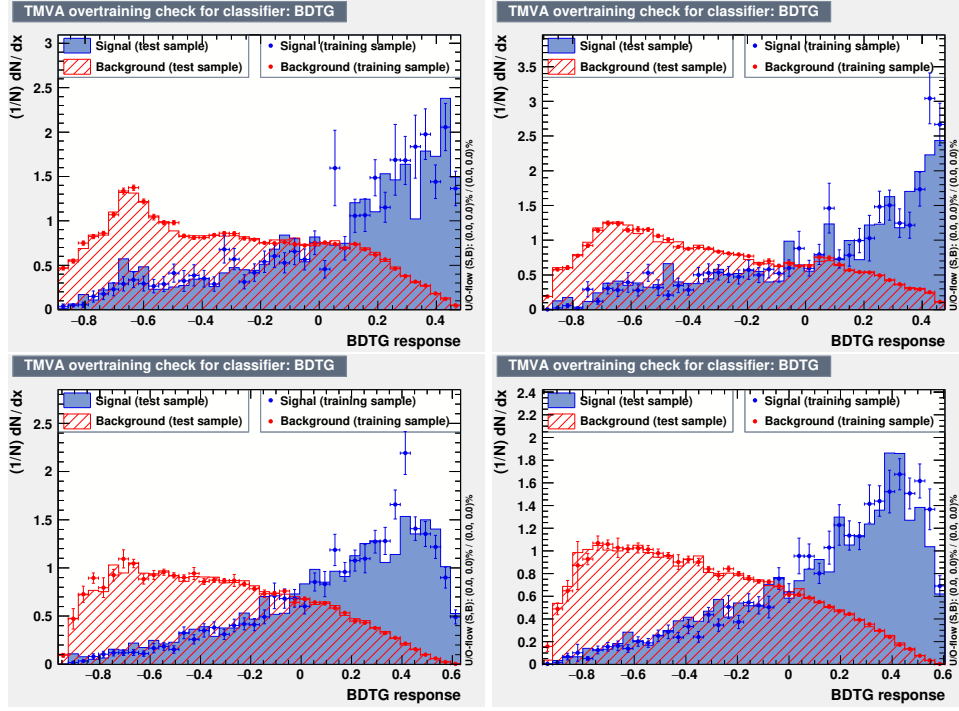 TMVA overtraining check for classifier: BDTG
Signal (test sample)
Background (test sample)
Signal (training sample)
Background (training sample)
(1/N) dN / dx
3
2.5
2
1.5
1
0.5
0
−0.8 −0.6 −0.4 −0.2 0 0.2 0.4
BDTG response
U/O-flow (S,B): (0.0, 0.0)% / (0.0, 0.0)%
TMVA overtraining check for classifier: BDTG
Signal (test sample)
Background (test sample)
Signal (training sample)
Background (training sample)
(1/N) dN / dx
3.5
3
2.5
2
1.5
1
0.5
0
−0.8 −0.6 −0.4 −0.2 0 0.2 0.4
BDTG response
U/O-flow (S,B): (0.0, 0.0)% / (0.0, 0.0)%
TMVA overtraining check for classifier: BDTG
Signal (test sample)
Background (test sample)
Signal (training sample)
Background (training sample)
(1/N) dN / dx
2.5
2
1.5
1
0.5
0
−0.8 −0.6 −0.4 −0.2 0 0.2 0.4 0.6
BDTG response
U/O-flow (S,B): (0.0, 0.0)% / (0.0, 0.0)%
TMVA overtraining check for classifier: BDTG
Signal (test sample)
Background (test sample)
Signal (training sample)
Background (training sample)
(1/N) dN / dx
2.4
2.2
2
1.8
1.6
1.4
1.2
1
0.8
0.6
0.4
0.2
0
−0.8 −0.6 −0.4 −0.2 0 0.2 0.4 0.6
BDTG response
U/O-flow (S,B): (0.0, 0.0)% / (0.0, 0.0)%